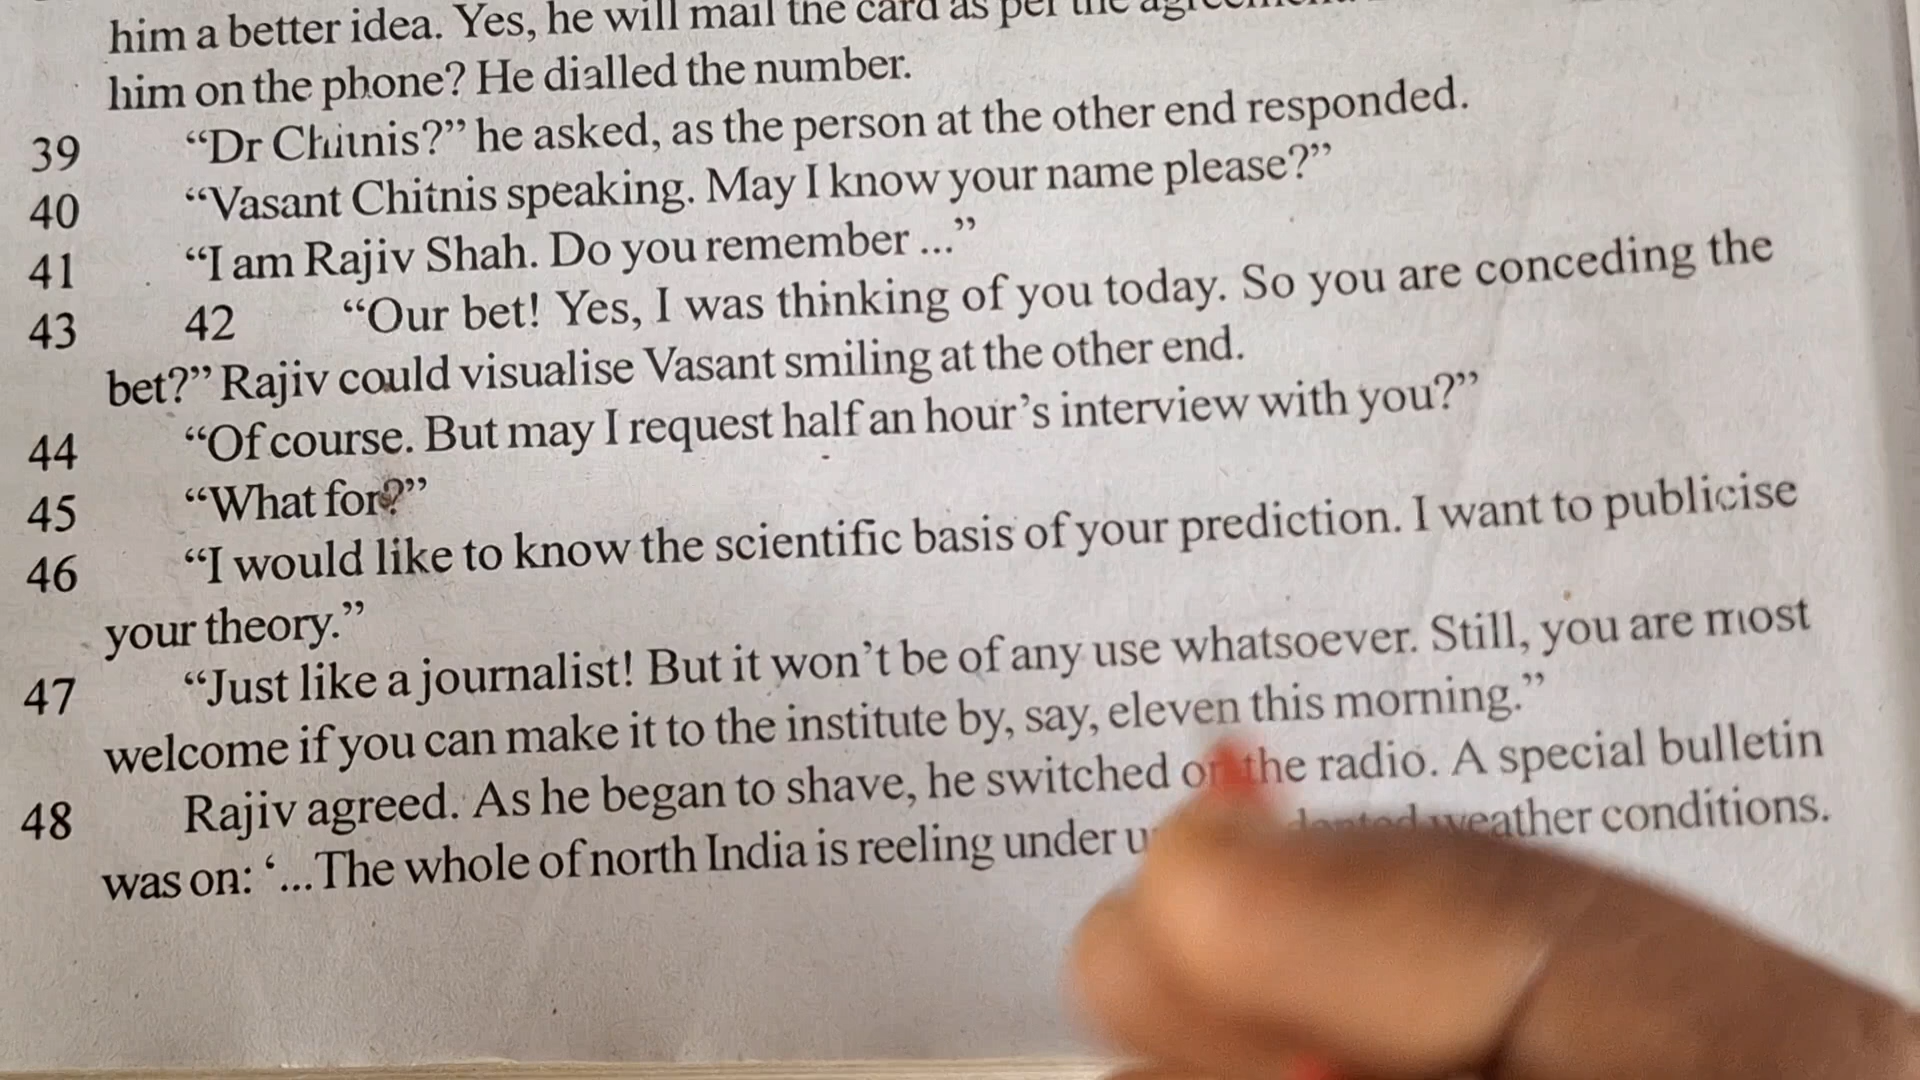 him a better idea. Yes, he will mail the card as per the
him on the phone? He dialled the number.
39 “Dr Chitnis?” he asked, as the person at the other end responded.
40 “Vasant Chitnis speaking. May I know your name please?”
41 “I am Rajiv Shah. Do you remember ...”
43 42 “Our bet! Yes, I was thinking of you today. So you are conceding the
bet?” Rajiv could visualise Vasant smiling at the other end.
44 “Of course. But may I request half an hour’s interview with you?”
45 “What for?”
46 “I would like to know the scientific basis of your prediction. I want to publicise
your theory.”
47 “Just like a journalist! But it won’t be of any use whatsoever. Still, you are most
welcome if you can make it to the institute by, say, eleven this morning.”
48 Rajiv agreed. As he began to shave, he switched on the radio. A special bulletin
was on: ‘...The whole of north India is reeling under weather conditions.